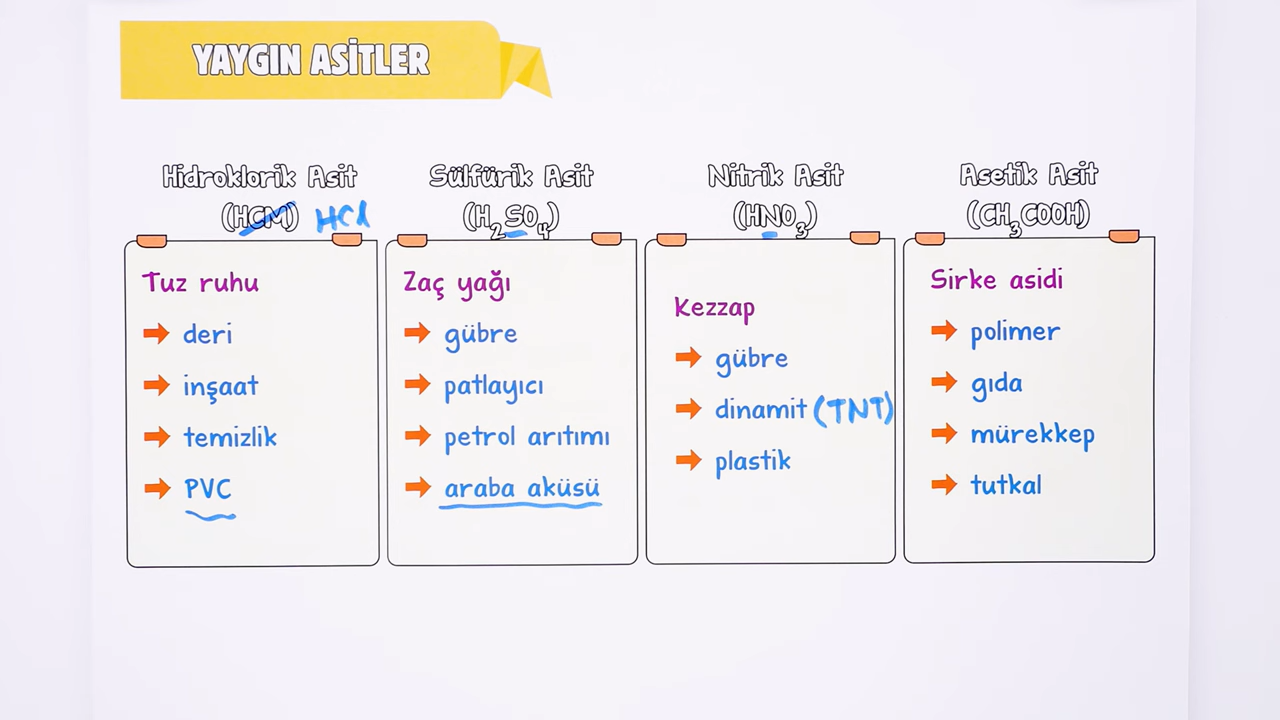 YAYGIN ASİTLER
Hidroklorik Asit
(HCM) HCl
Tuz ruhu
deri
inşaat
temizlik
PVC
Sülfürik Asit
(H₂SO₄)
Zaç yağı
gübre
patlayıcı
petrol arıtımı
araba aküsü
Nitrik Asit
(HNO₃)
Kezzap
gübre
dinamit (TNT)
plastik
Asetik Asit
(CH₃COOH)
Sirke asidi
polimer
gıda
mürekkep
tutkal